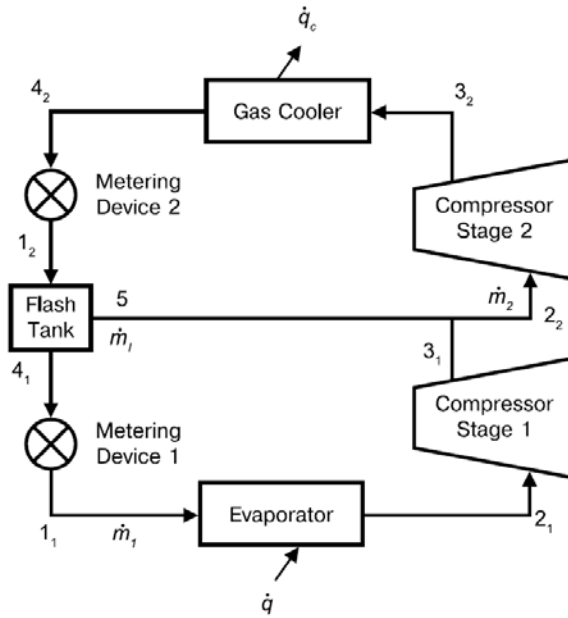 q̇c
4₂
Gas Cooler
3₂
Metering
Device 2
Compressor
Stage 2
1₂
Flash
Tank
5
ṁI
ṁ2
2₂
4₁
3₁
Metering
Device 1
Compressor
Stage 1
1₁
ṁ1
Evaporator
2₁
q̇